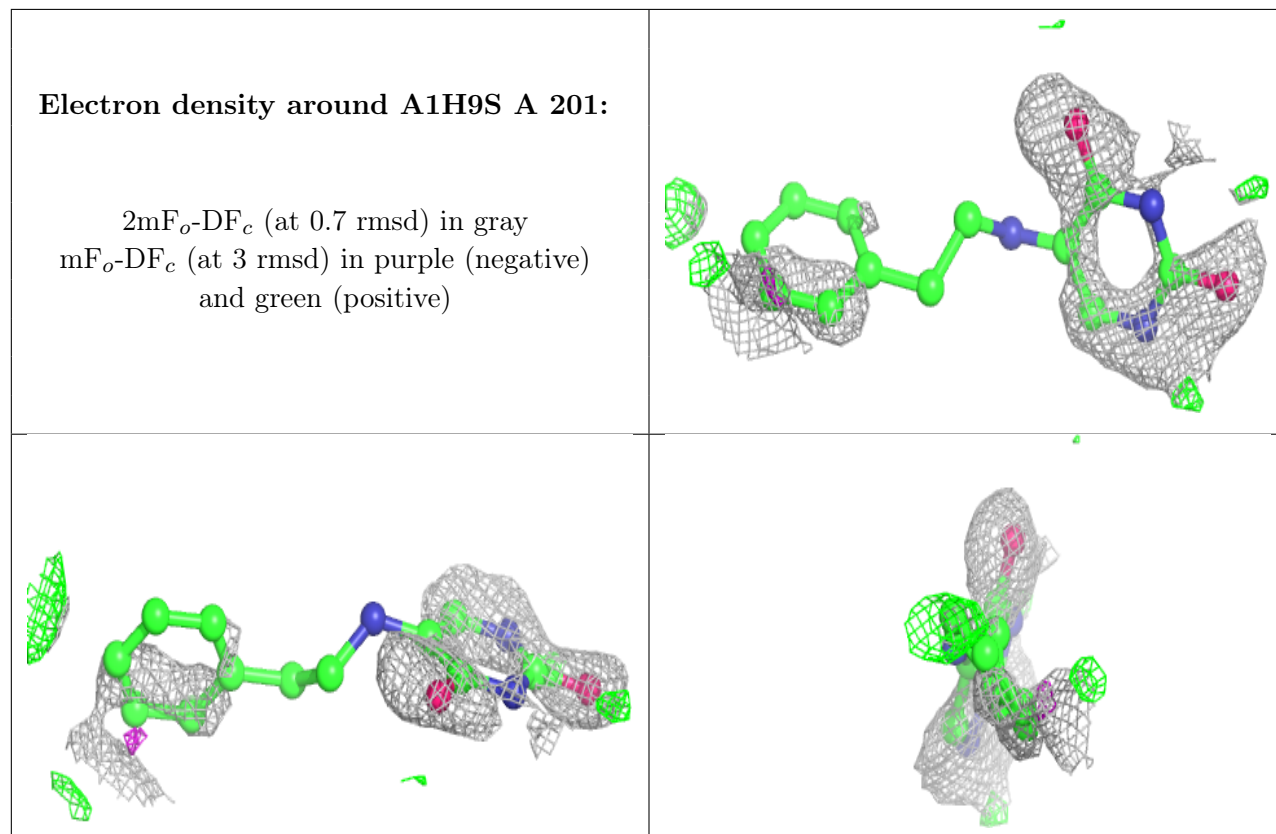 Electron density around A1H9S A 201:
2mFo-DFc (at 0.7 rmsd) in gray
mFo-DFc (at 3 rmsd) in purple (negative)
and green (positive)